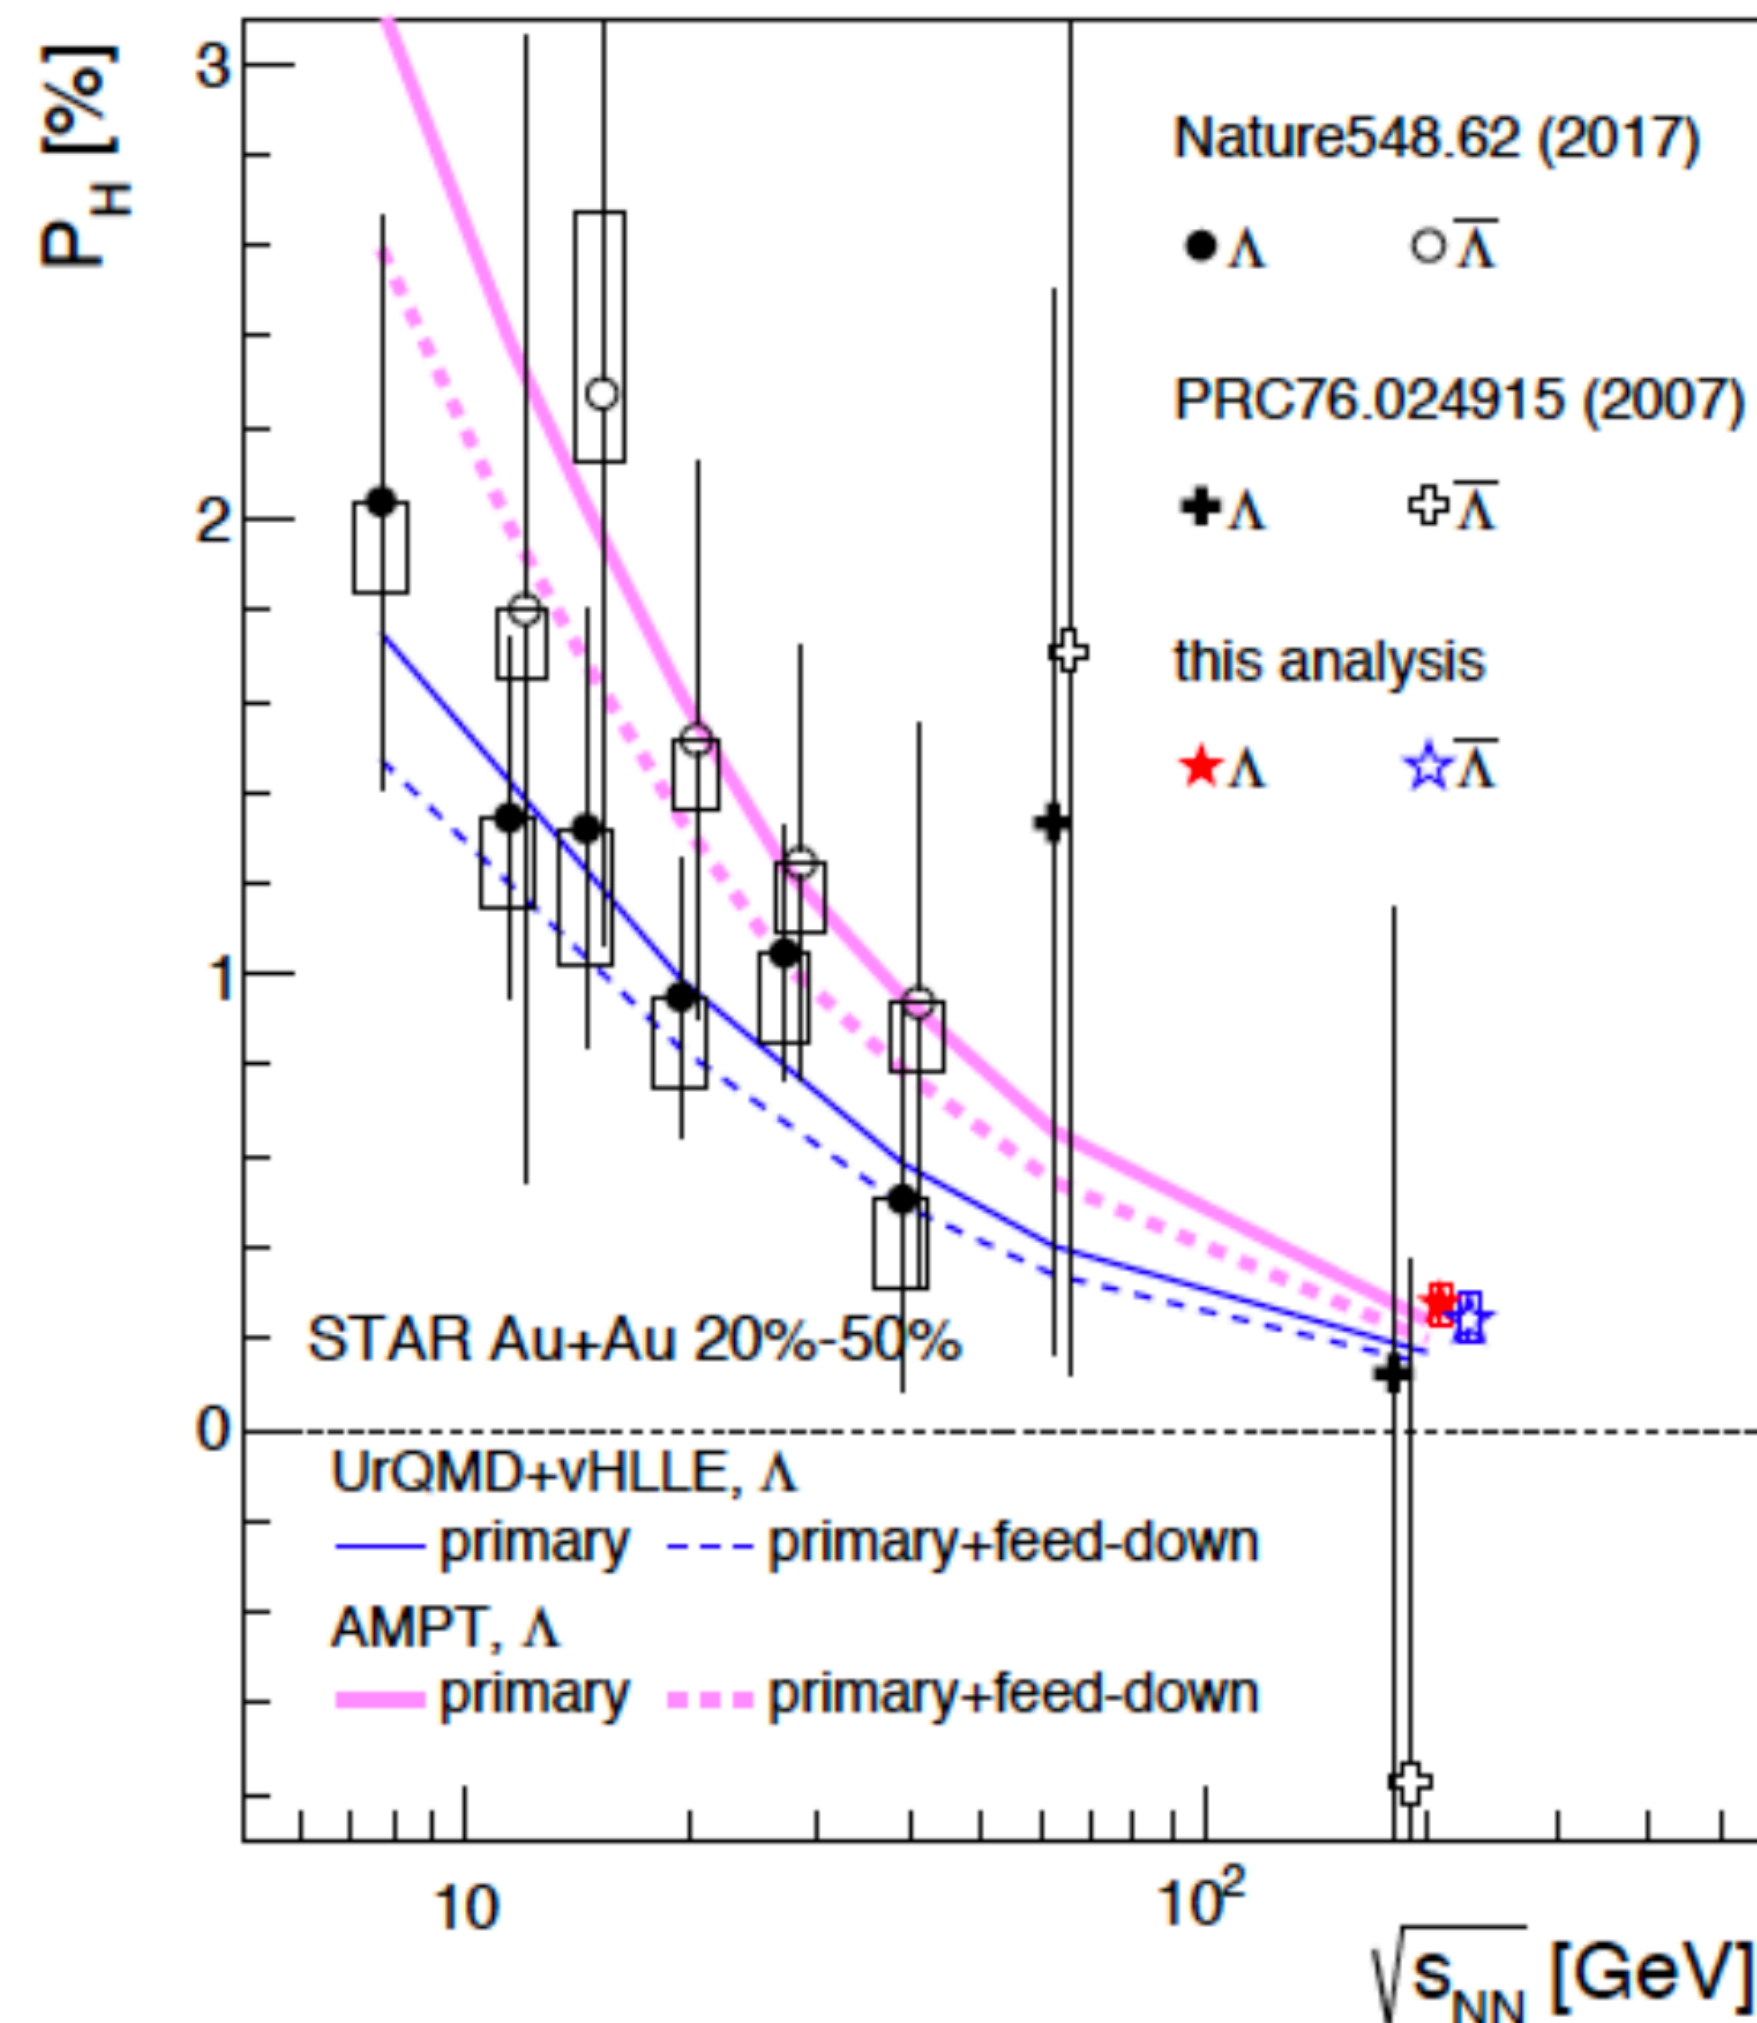 P_H [%]
3
2
1
0
Nature548.62 (2017)
Λ Λ̅
PRC76.024915 (2007)
Λ Λ̅
this analysis
Λ Λ̅
STAR Au+Au 20%-50%
UrQMD+vHLLE, Λ
primary primary+feed-down
AMPT, Λ
primary primary+feed-down
10 10²
√s_NN [GeV]